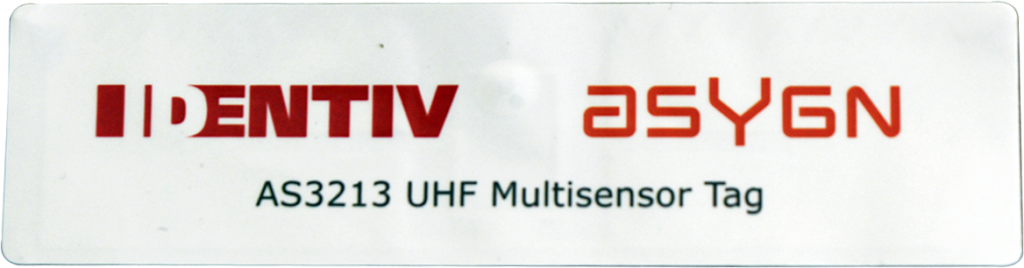 IDENTIV asygn
AS3213 UHF Multisensor Tag